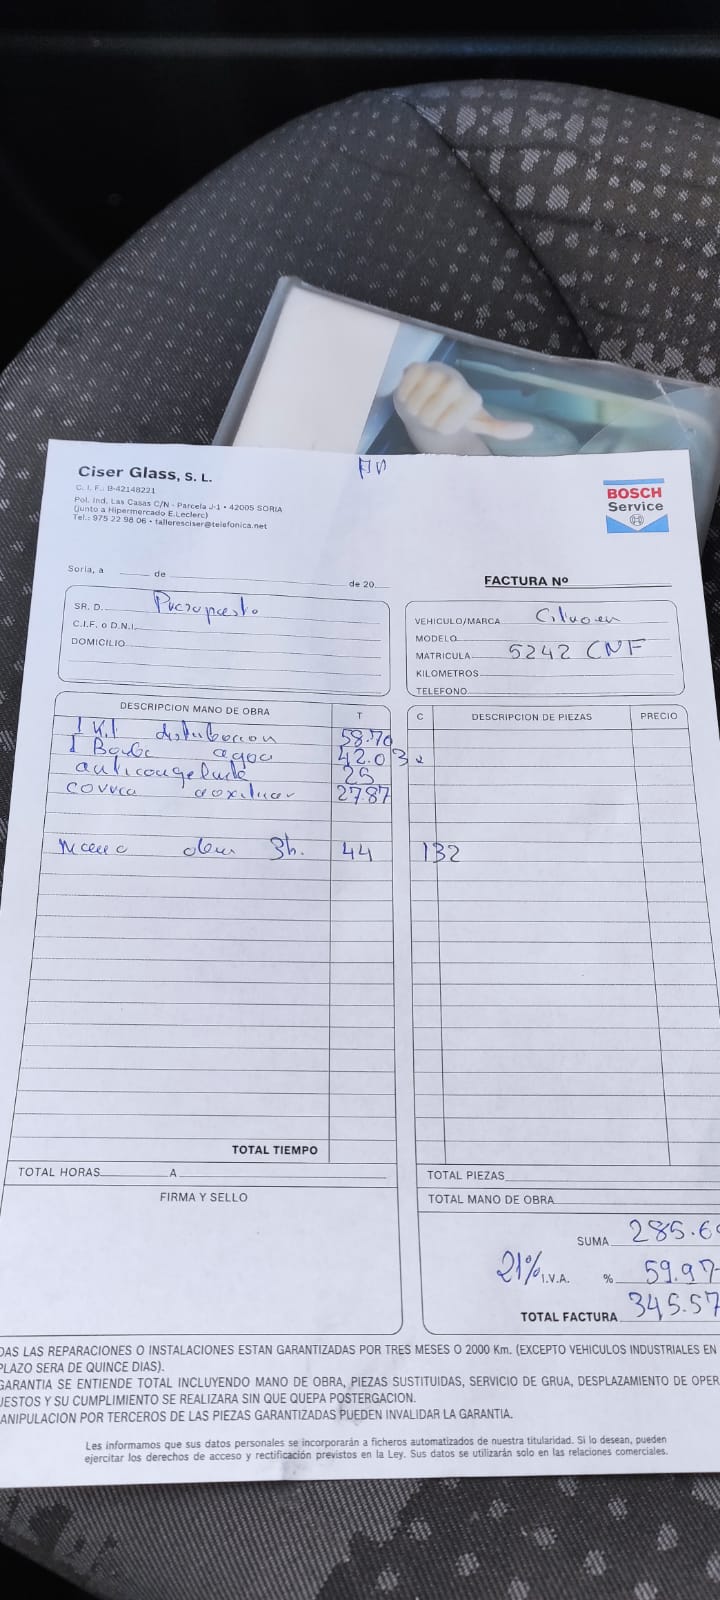 Ciser Glass, S. L.
C. I. F.: B-42148221
Pol. Ind. Las Casas C/N - Parcela J-1 • 42005 SORIA
(junto a Hipermercado E.Leclerc)
Tel.: 975 22 98 06 • talleresciser@telefonica.net
BOSCH
Service
Soria, a de de 20
FACTURA Nº
SR. D. Presupuesto
C.I.F. o D.N.I.
DOMICILIO
VEHICULO/MARCA Citroen
MODELO
MATRICULA 5242 CNF
KILOMETROS
TELEFONO
DESCRIPCION MANO DE OBRA T
C DESCRIPCION DE PIEZAS PRECIO
1 Kit distribucion 58.70
1 Bomba agua 42.03
anticongelante 25
correa auxiliar 27.87
Mano obra 3h. 44 132
TOTAL TIEMPO
TOTAL HORAS A
FIRMA Y SELLO
TOTAL PIEZAS
TOTAL MANO DE OBRA
SUMA 285.6
21% I.V.A. % 59.97
TOTAL FACTURA 345.57
DAS LAS REPARACIONES O INSTALACIONES ESTAN GARANTIZADAS POR TRES MESES O 2000 Km. (EXCEPTO VEHICULOS INDUSTRIALES EN
PLAZO SERA DE QUINCE DIAS).
GARANTIA SE ENTIENDE TOTAL INCLUYENDO MANO DE OBRA, PIEZAS SUSTITUIDAS, SERVICIO DE GRUA, DESPLAZAMIENTO DE OPER
UESTOS Y SU CUMPLIMIENTO SE REALIZARA SIN QUE QUEPA POSTERGACION.
ANIPULACION POR TERCEROS DE LAS PIEZAS GARANTIZADAS PUEDEN INVALIDAR LA GARANTIA.
Les informamos que sus datos personales se incorporarán a ficheros automatizados de nuestra titularidad. Si lo desean, pueden
ejercitar los derechos de acceso y rectificación previstos en la Ley. Sus datos se utilizarán solo en las relaciones comerciales.